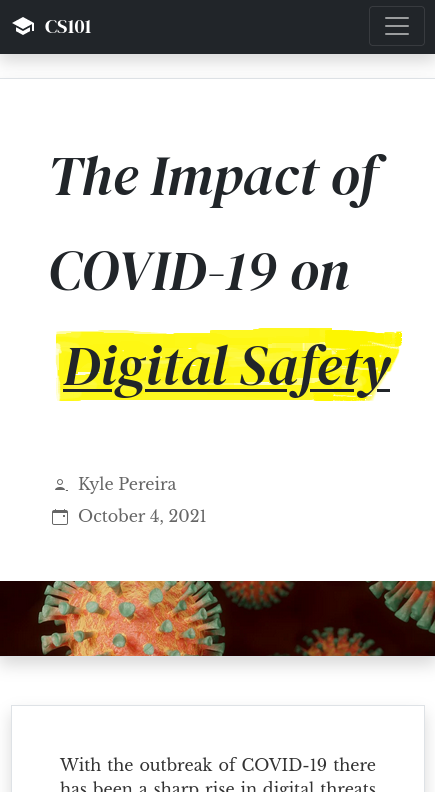 CS101
The Impact of
COVID-19 on
Digital Safety
Kyle Pereira
October 4, 2021
With the outbreak of COVID-19 there
has been a sharp rise in digital threats